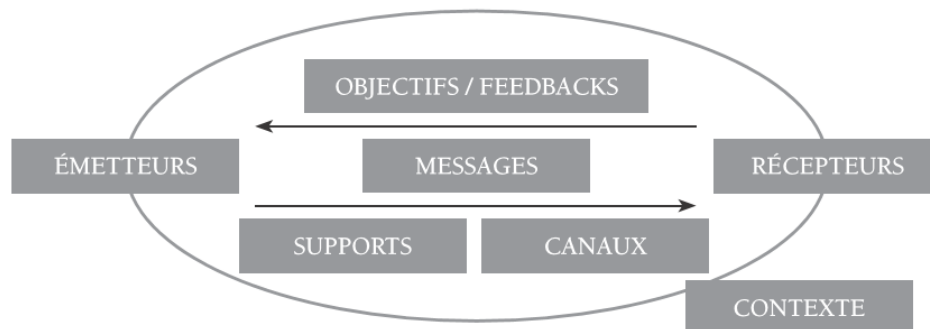 OBJECTIFS / FEEDBACKS
ÉMETTEURS
MESSAGES
RÉCEPTEURS
SUPPORTS
CANAUX
CONTEXTE